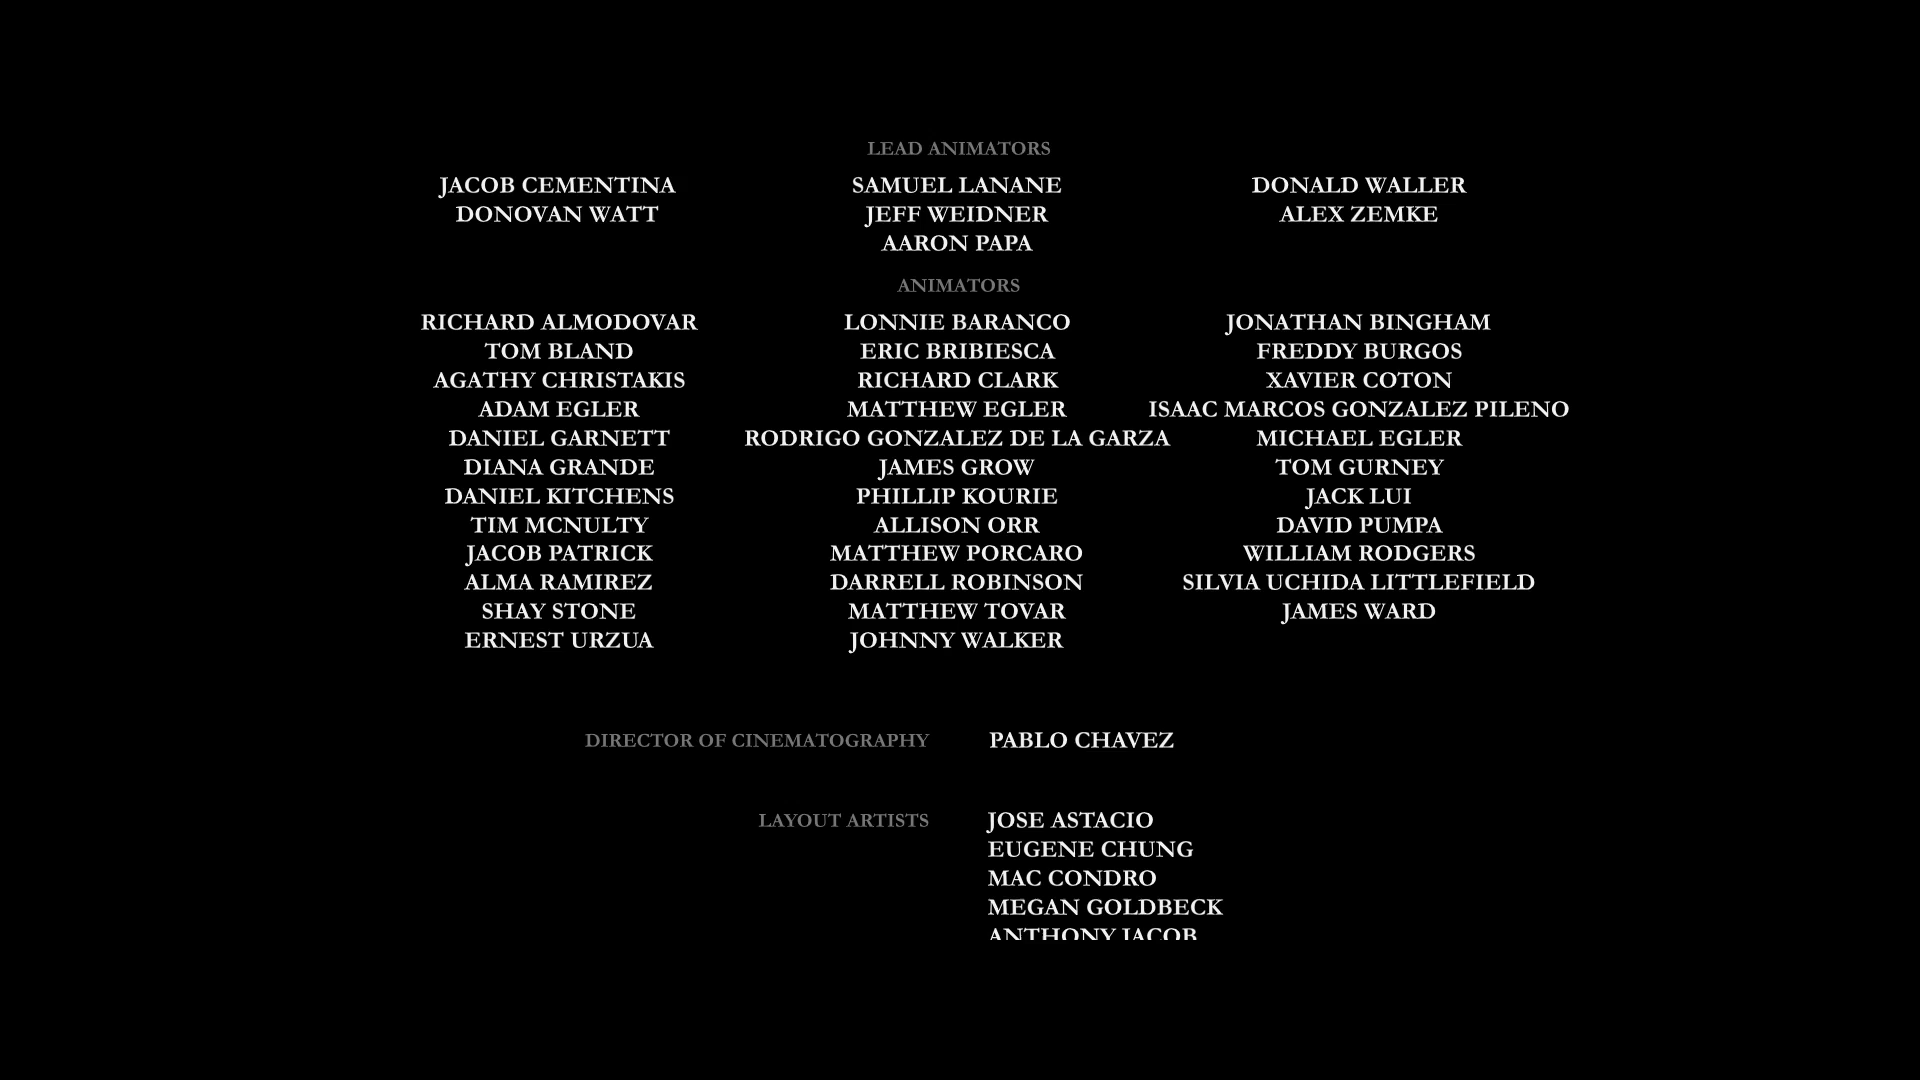 LEAD ANIMATORS
JACOB CEMENTINA SAMUEL LANANE DONALD WALLER
DONOVAN WATT JEFF WEIDNER ALEX ZEMKE
AARON PAPA
ANIMATORS
RICHARD ALMODOVAR LONNIE BARANCO JONATHAN BINGHAM
TOM BLAND ERIC BRIBIESCA FREDDY BURGOS
AGATHY CHRISTAKIS RICHARD CLARK XAVIER COTON
ADAM EGLER MATTHEW EGLER ISAAC MARCOS GONZALEZ PILENO
DANIEL GARNETT RODRIGO GONZALEZ DE LA GARZA MICHAEL EGLER
DIANA GRANDE JAMES GROW TOM GURNEY
DANIEL KITCHENS PHILLIP KOURIE JACK LUI
TIM MCNULTY ALLISON ORR DAVID PUMPA
JACOB PATRICK MATTHEW PORCARO WILLIAM RODGERS
ALMA RAMIREZ DARRELL ROBINSON SILVIA UCHIDA LITTLEFIELD
SHAY STONE MATTHEW TOVAR JAMES WARD
ERNEST URZUA JOHNNY WALKER
DIRECTOR OF CINEMATOGRAPHY PABLO CHAVEZ
LAYOUT ARTISTS JOSE ASTACIO
EUGENE CHUNG
MAC CONDRO
MEGAN GOLDBECK
ANTHONY JACOB